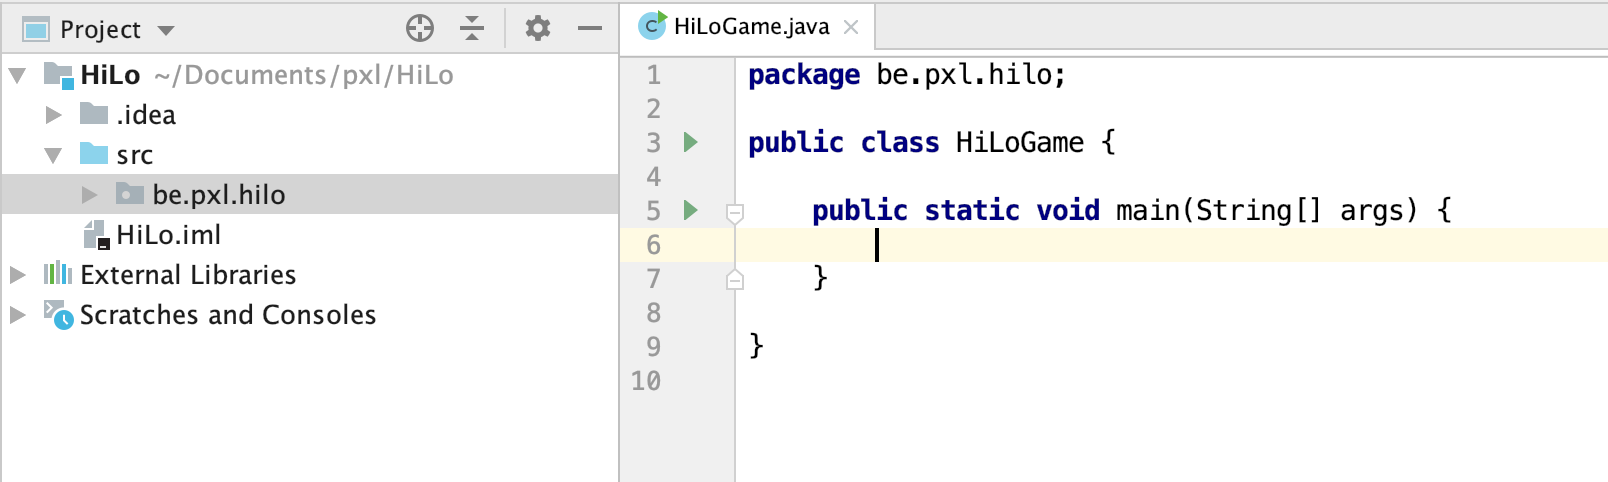 Project
HiLo ~/Documents/pxl/HiLo
.idea
src
be.pxl.hilo
HiLo.iml
External Libraries
Scratches and Consoles
C HiLoGame.java
1 package be.pxl.hilo;
2
3 public class HiLoGame {
4
5 public static void main(String[] args) {
6
7 }
8
9 }
10